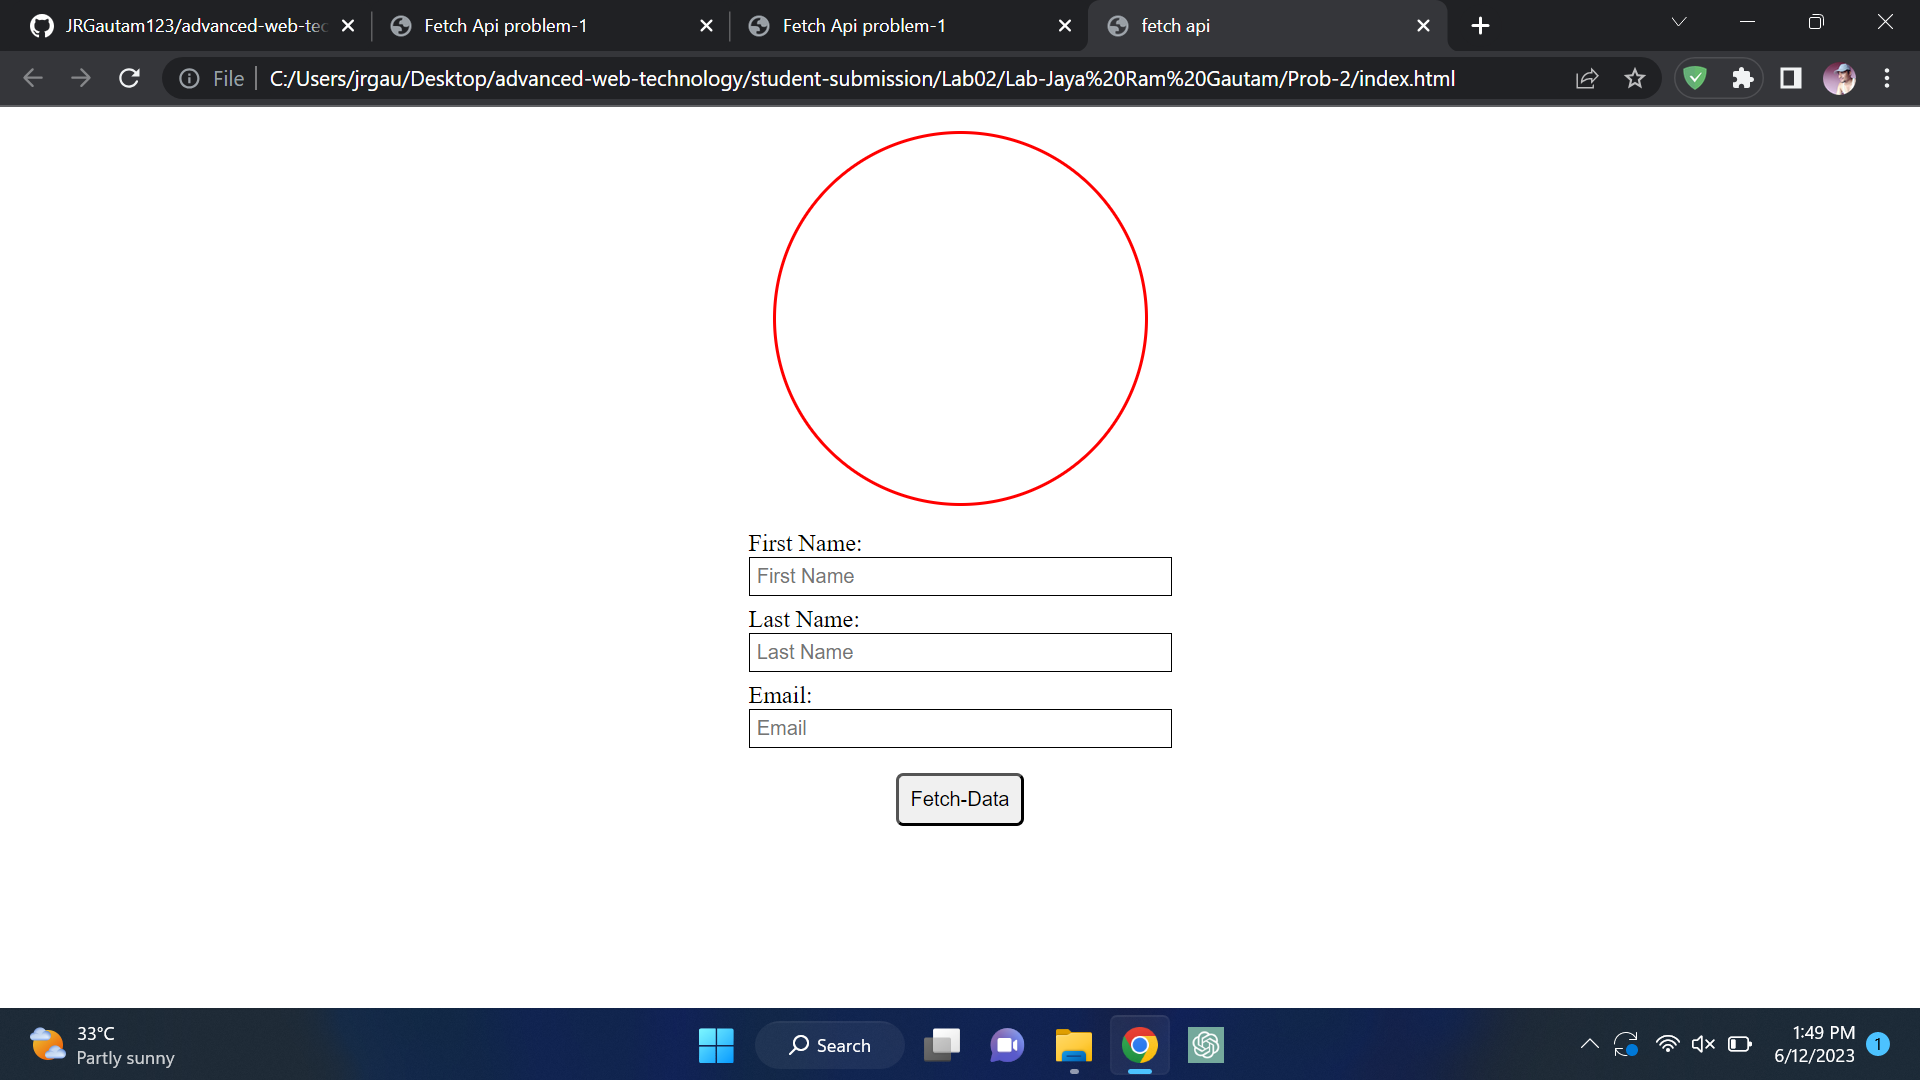 JRGautam123/advanced-web-tec
Fetch Api problem-1
Fetch Api problem-1
fetch api
File
C:/Users/jrgau/Desktop/advanced-web-technology/student-submission/Lab02/Lab-Jaya%20Ram%20Gautam/Prob-2/index.html
First Name:
First Name
Last Name:
Last Name
Email:
Email
Fetch-Data
33°C
Partly sunny
Search
1:49 PM
6/12/2023
1